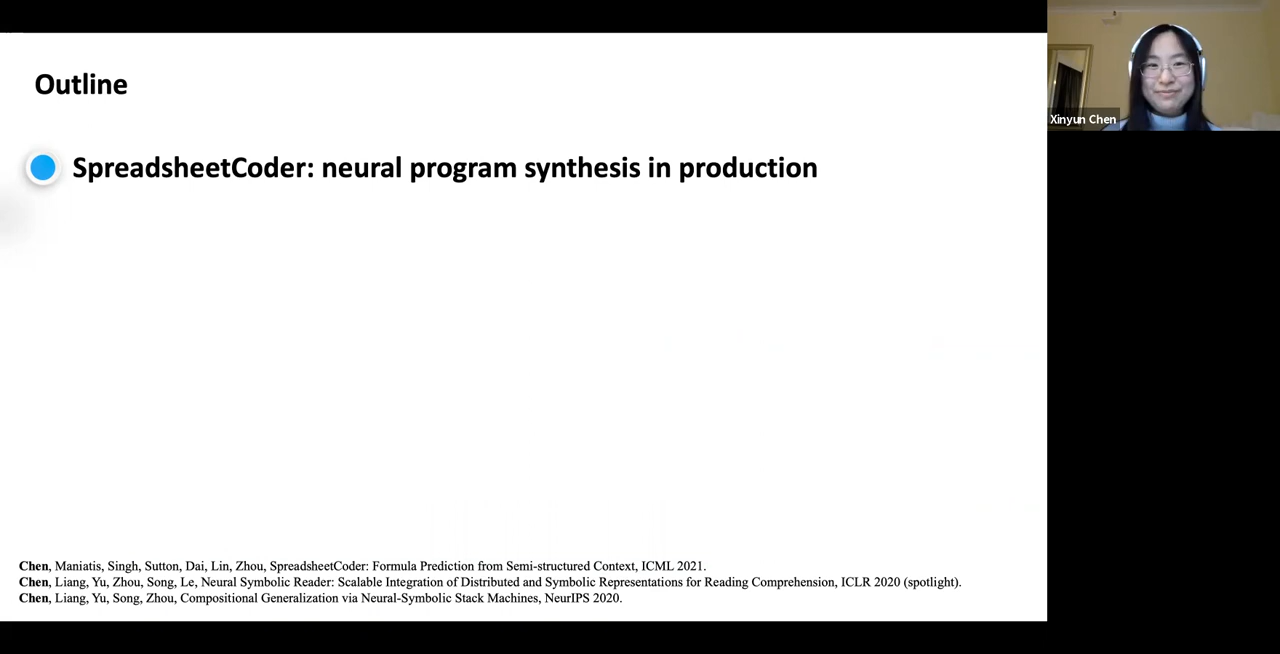 Outline
SpreadsheetCoder: neural program synthesis in production
Xinyun Chen
Chen, Maniatis, Singh, Sutton, Dai, Lin, Zhou, SpreadsheetCoder: Formula Prediction from Semi-structured Context, ICML 2021.
Chen, Liang, Yu, Zhou, Song, Le, Neural Symbolic Reader: Scalable Integration of Distributed and Symbolic Representations for Reading Comprehension, ICLR 2020 (spotlight).
Chen, Liang, Yu, Song, Zhou, Compositional Generalization via Neural-Symbolic Stack Machines, NeurIPS 2020.